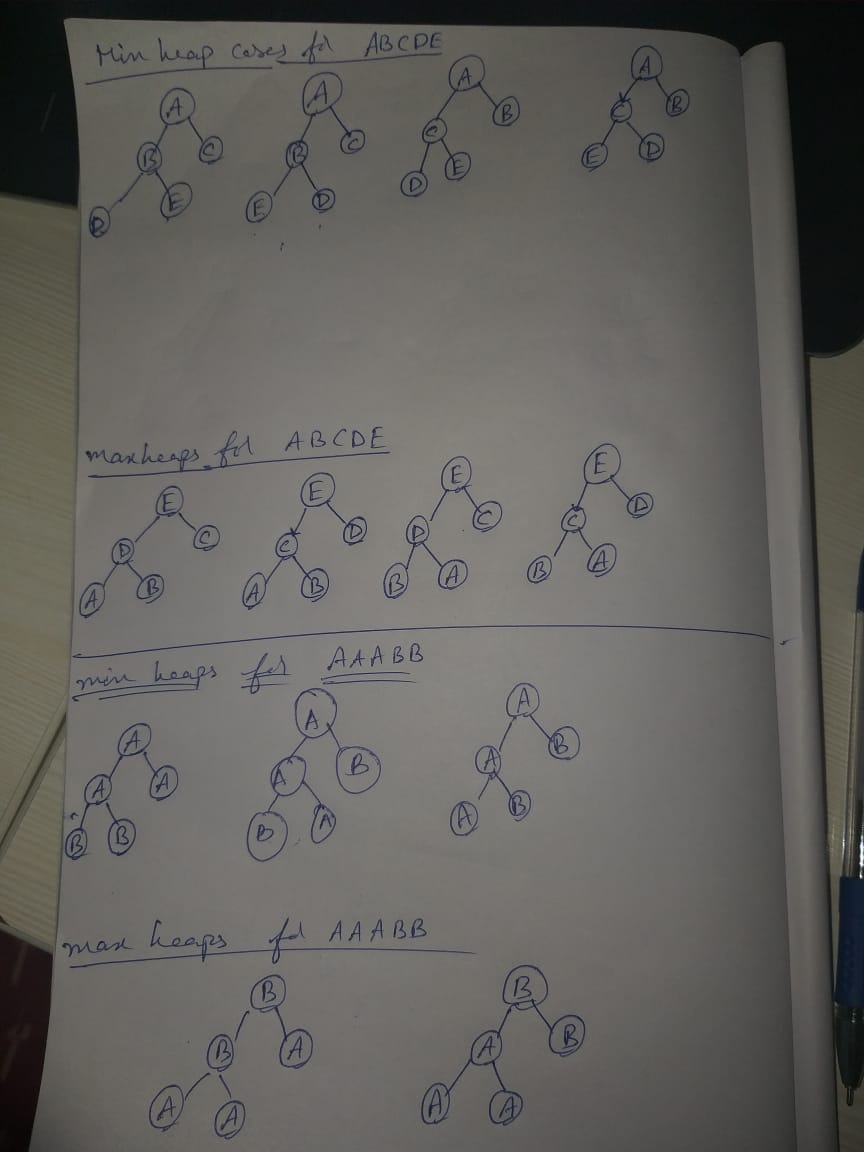 Min heap cases for ABCDE
A A A A
B C B C C B C B
D E E D D E E D
maxheaps for ABCDE
E E E E
D C C D D C C D
A B A B B A B A
min heaps for AAABB
A A A
A A A B A B
B B B A A B
max heaps for AAABB
B B
B A A B
A A A A